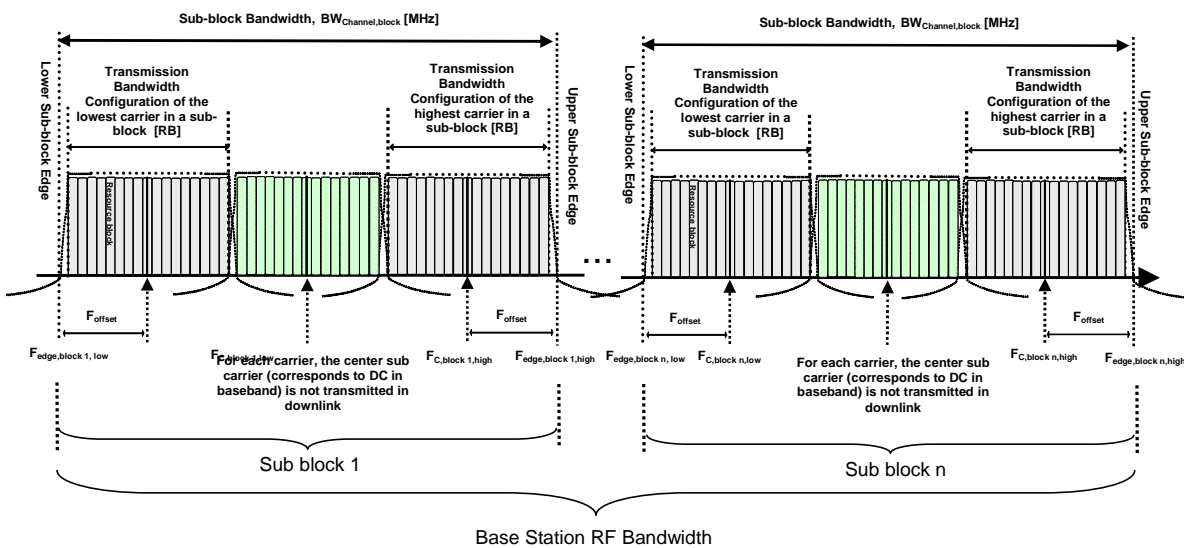 Sub-block Bandwidth, BWChannel,block [MHz]
Lower Sub-block Edge
Transmission
Bandwidth
Configuration of the
lowest carrier in a sub-
block [RB]
Transmission
Bandwidth
Configuration of the
highest carrier in
a sub-block [RB]
Upper Sub-block Edge
Resource block
Foffset
Foffset
Fedge,block 1, low
FC,block 1,low
FC,block 1,high
Fedge,block 1,high
For each carrier, the center sub
carrier (corresponds to DC in
baseband) is not transmitted in
downlink
Sub block 1
...
Sub-block Bandwidth, BWChannel,block [MHz]
Lower Sub-block Edge
Transmission
Bandwidth
Configuration of the
lowest carrier in
a sub-block [RB]
Transmission
Bandwidth
Configuration of the
highest carrier in
a sub-block [RB]
Upper Sub-block Edge
Resource block
Foffset
Foffset
Fedge,block n, low
FC,block n,low
FC,block n,high
Fedge,block n,high
For each carrier, the center sub
carrier (corresponds to DC in
baseband) is not transmitted in
downlink
Sub block n
Base Station RF Bandwidth